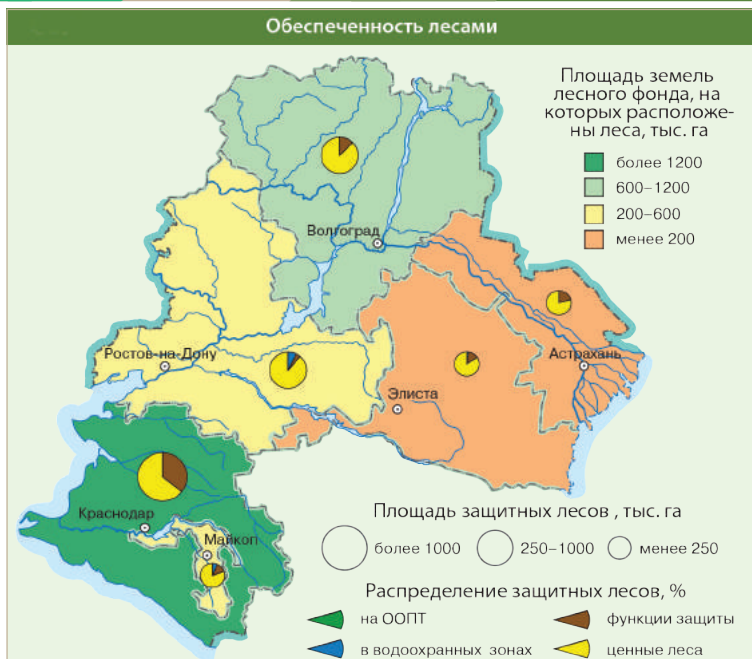 Обеспеченность лесами
Площадь земель
лесного фонда, на
которых расположе-
ны леса, тыс. га
более 1200
600–1200
200–600
менее 200
Волгоград
Ростов-на-Дону
Астрахань
Элиста
Краснодар
Майкоп
Площадь защитных лесов , тыс. га
более 1000
250–1000
менее 250
Распределение защитных лесов, %
на ООПТ
функции защиты
в водоохранных зонах
ценные леса